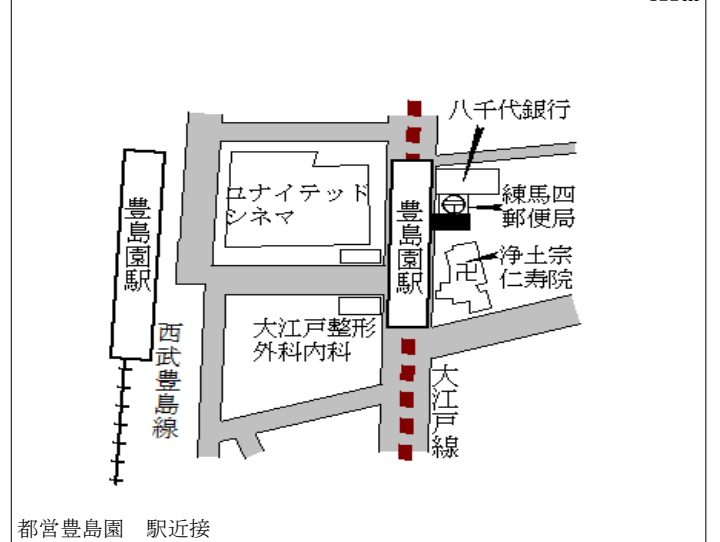 八千代銀行
ユナイテッド
シネマ
豊島園駅
豊島園駅
練馬四
郵便局
浄土宗
仁寿院
卍
大江戸整形
外科内科
西武豊島線
大江戸線
都営豊島園　駅近接